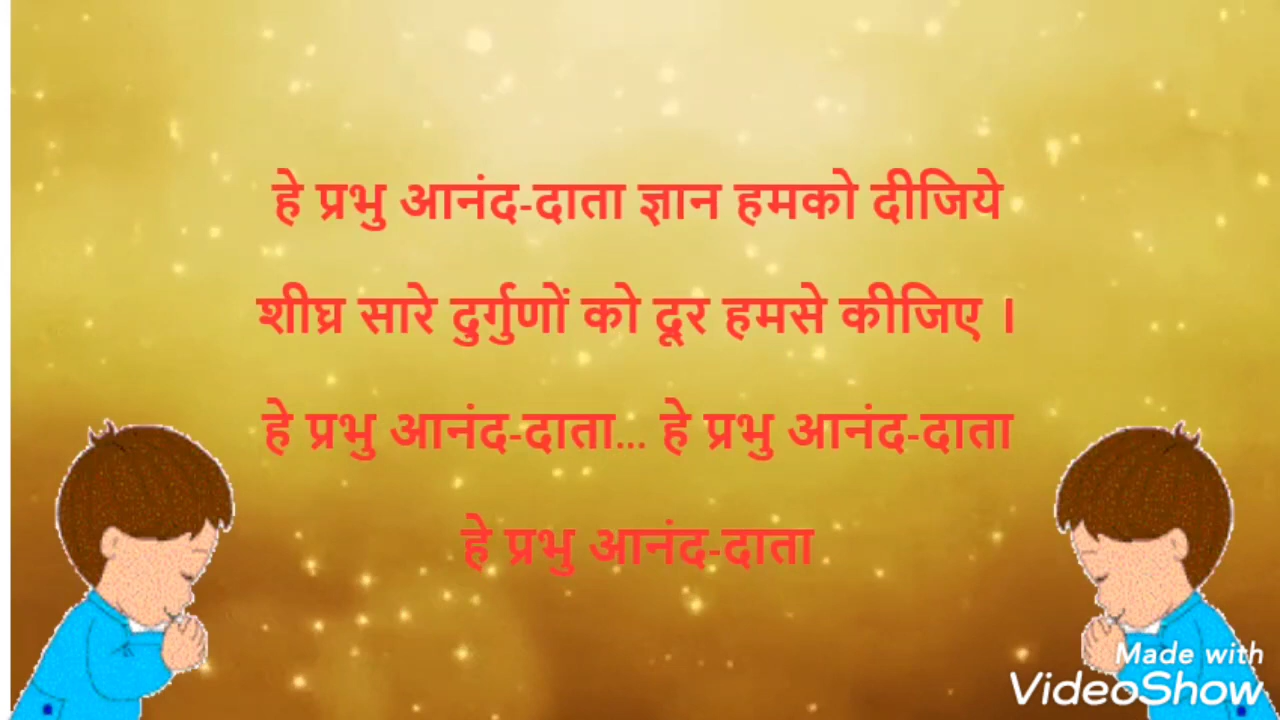 हे प्रभु आनंद-दाता ज्ञान हमको दीजिये
शीघ्र सारे दुर्गुणों को दूर हमसे कीजिए ।
हे प्रभु आनंद-दाता... हे प्रभु आनंद-दाता
हे प्रभु आनंद-दाता
Made with
VideoShow